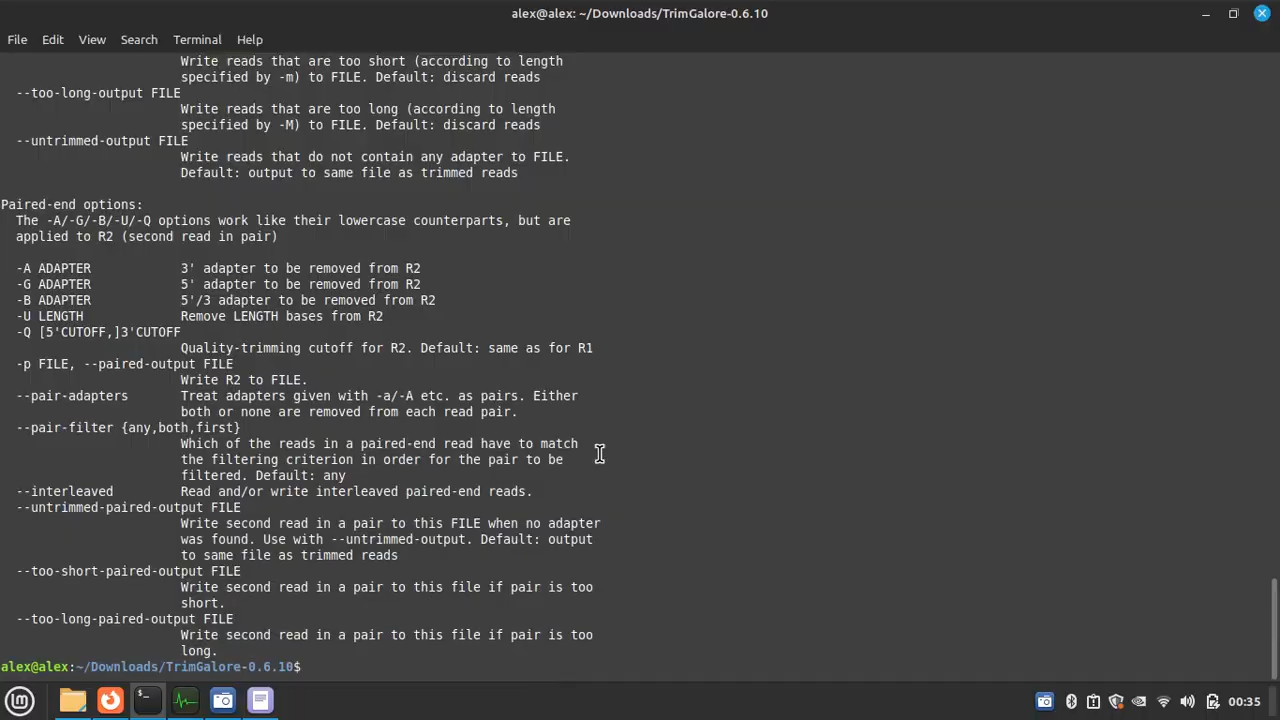 alex@alex: ~/Downloads/TrimGalore-0.6.10
File Edit View Search Terminal Help
Write reads that are too short (according to length
specified by -m) to FILE. Default: discard reads
--too-long-output FILE
Write reads that are too long (according to length
specified by -M) to FILE. Default: discard reads
--untrimmed-output FILE
Write reads that do not contain any adapter to FILE.
Default: output to same file as trimmed reads
Paired-end options:
The -A/-G/-B/-U/-Q options work like their lowercase counterparts, but are
applied to R2 (second read in pair)
-A ADAPTER 3' adapter to be removed from R2
-G ADAPTER 5' adapter to be removed from R2
-B ADAPTER 5'/3 adapter to be removed from R2
-U LENGTH Remove LENGTH bases from R2
-Q [5'CUTOFF,]3'CUTOFF
Quality-trimming cutoff for R2. Default: same as for R1
-p FILE, --paired-output FILE
Write R2 to FILE.
--pair-adapters Treat adapters given with -a/-A etc. as pairs. Either
both or none are removed from each read pair.
--pair-filter {any,both,first}
Which of the reads in a paired-end read have to match
the filtering criterion in order for the pair to be
filtered. Default: any
--interleaved Read and/or write interleaved paired-end reads.
--untrimmed-paired-output FILE
Write second read in a pair to this FILE when no adapter
was found. Use with --untrimmed-output. Default: output
to same file as trimmed reads
--too-short-paired-output FILE
Write second read in a pair to this file if pair is too
short.
--too-long-paired-output FILE
Write second read in a pair to this file if pair is too
long.
alex@alex:~/Downloads/TrimGalore-0.6.10$
00:35